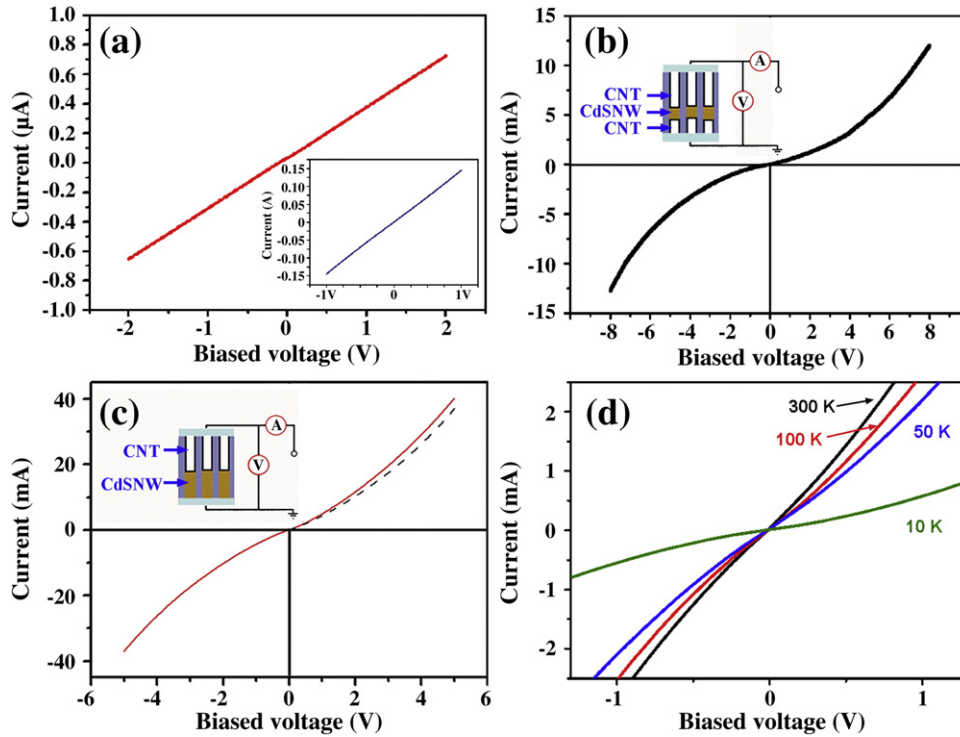 (a)
Current (μA)
1.0
0.8
0.6
0.4
0.2
0.0
-0.2
-0.4
-0.6
-0.8
-1.0
-2 -1 0 1 2
Biased voltage (V)
Current (A)
0.15
0.10
0.05
0
-0.05
-0.10
-0.15
-1V 0 1V
(b)
Current (mA)
15
10
5
0
-5
-10
-15
-8 -6 -4 -2 0 2 4 6 8
Biased voltage (V)
CNT
CdSNW
CNT
A
V
(c)
Current (mA)
40
20
0
-20
-40
-6 -4 -2 0 2 4 6
Biased voltage (V)
CNT
CdSNW
A
V
(d)
Current (mA)
2
1
0
-1
-2
-1 0 1
Biased voltage (V)
300 K
100 K
50 K
10 K